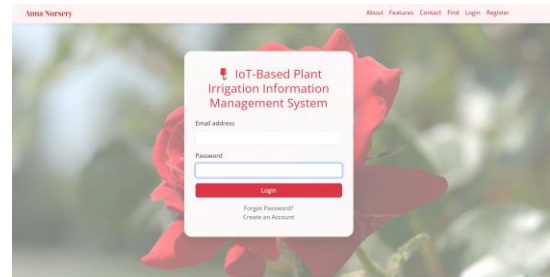 Anna Nursery
About Features Contact Find Login Register
IoT-Based Plant
Irrigation Information
Management System
Email address
Password
Login
Forgot Password?
Create an Account